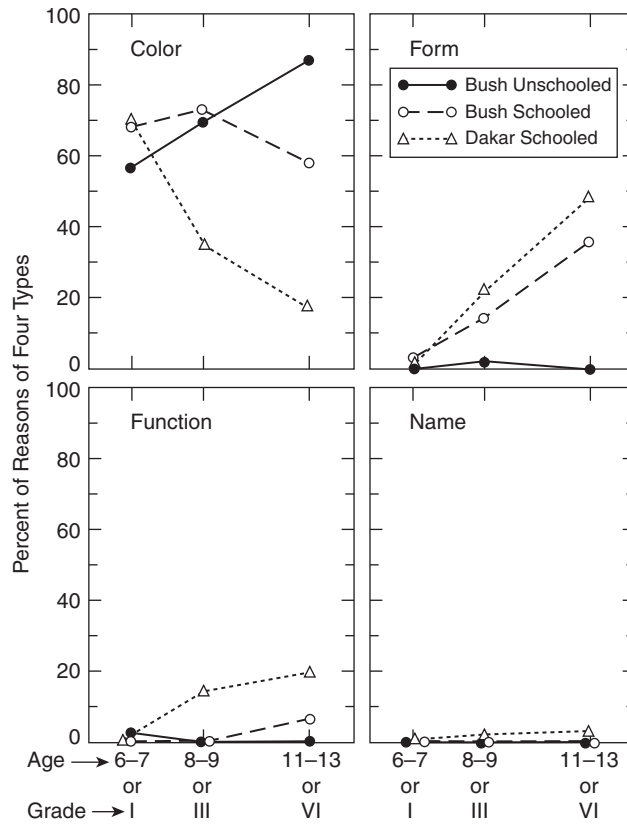 Percent of Reasons of Four Types
100
80
60
40
20
0
Color
Form
Bush Unschooled
Bush Schooled
Dakar Schooled
100
80
60
40
20
0
Function
Name
Age
6–7 8–9 11–13 6–7 8–9 11–13
or or or or or or
Grade I III VI I III VI